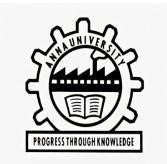 ANNA UNIVERSITY
PROGRESS THROUGH KNOWLEDGE